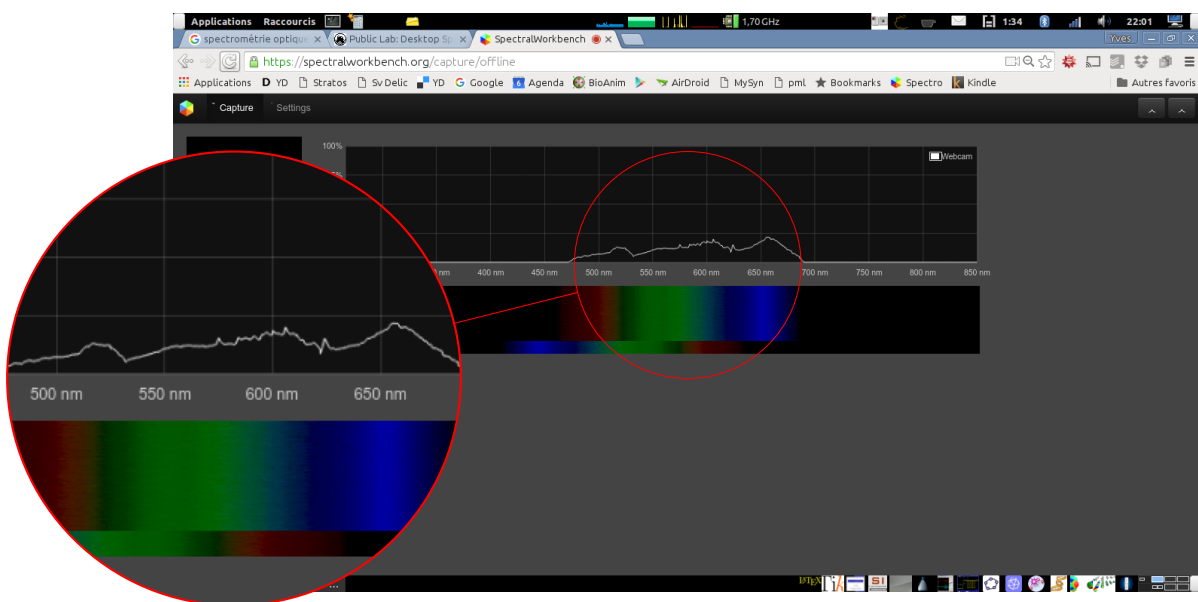 Applications Raccourcis 1,70 GHz 1:34 22:01
spectrométrie optiqu Public Lab: Desktop Sp SpectralWorkbench Yves
https://spectralworkbench.org/capture/offline
Applications YD Stratos Sv Delic YD Google Agenda BioAnim AirDroid MySyn pml Bookmarks Spectro Kindle Autres favoris
Capture Settings
100%
Webcam
400 nm 450 nm 500 nm 550 nm 600 nm 650 nm 700 nm 750 nm 800 nm 850 nm
500 nm 550 nm 600 nm 650 nm